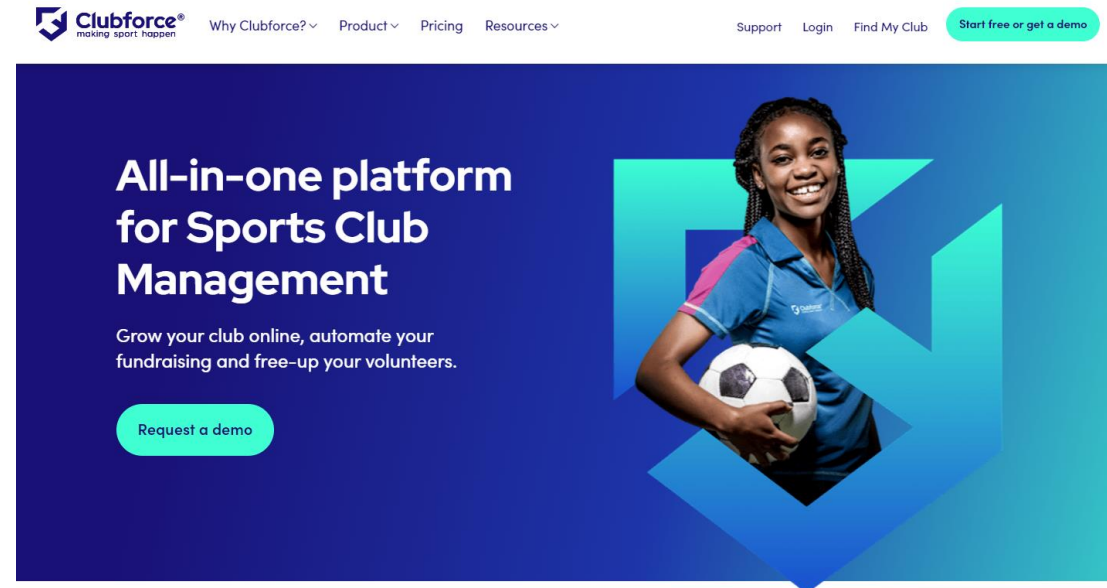 Clubforce®
making sport happen
Why Clubforce?
Product
Pricing
Resources
Support
Login
Find My Club
Start free or get a demo
All-in-one platform
for Sports Club
Management
Grow your club online, automate your
fundraising and free-up your volunteers.
Request a demo
Clubforce